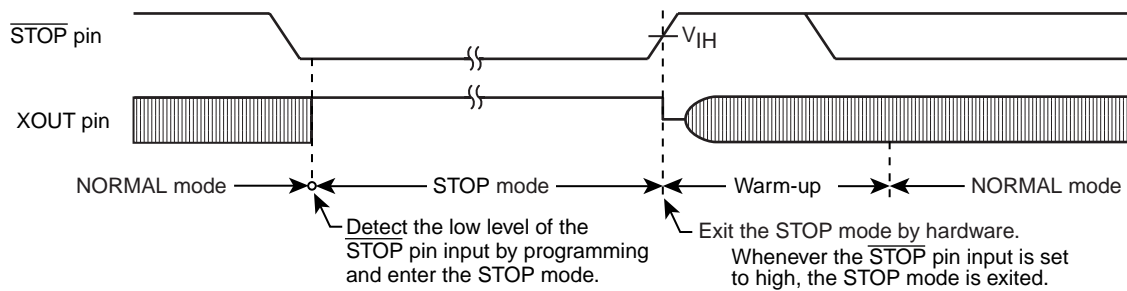 STOP pin
VIH
XOUT pin
NORMAL mode
STOP mode
Warm-up
NORMAL mode
Detect the low level of the
STOP pin input by programming
and enter the STOP mode.
Exit the STOP mode by hardware.
Whenever the STOP pin input is set
to high, the STOP mode is exited.